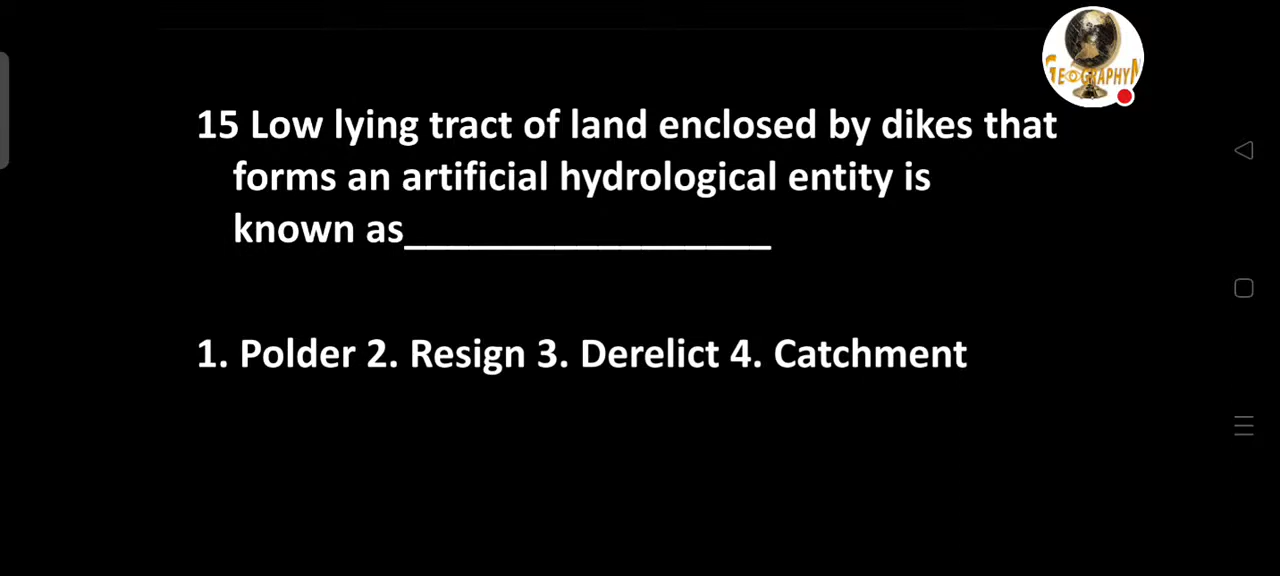 GEOGRAPHYN
15 Low lying tract of land enclosed by dikes that
forms an artificial hydrological entity is
known as_________________
1. Polder 2. Resign 3. Derelict 4. Catchment